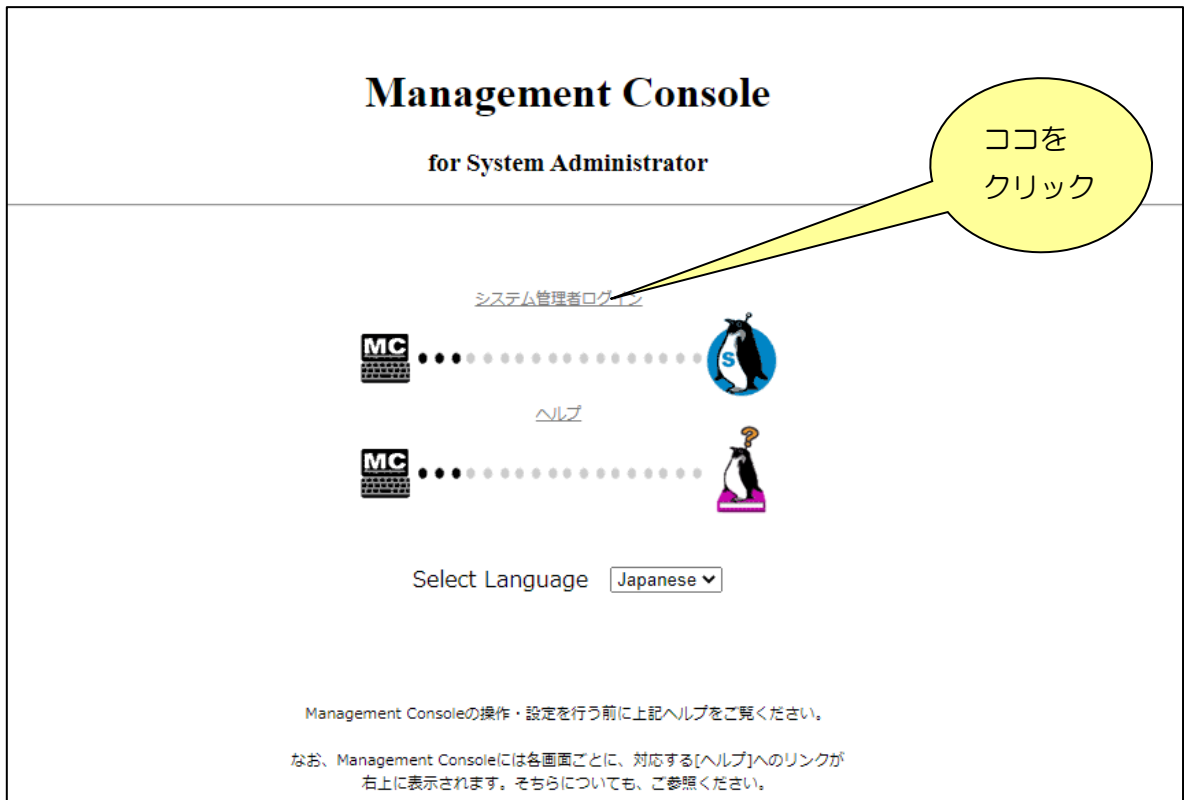 Management Console
for System Administrator
ココを
クリック
システム管理者ログイン
MC
S
ヘルプ
MC
?
Select Language Japanese
Management Consoleの操作・設定を行う前に上記ヘルプをご覧ください。
なお、Management Consoleには各画面ごとに、対応する[ヘルプ]へのリンクが
右上に表示されます。そちらについても、ご参照ください。